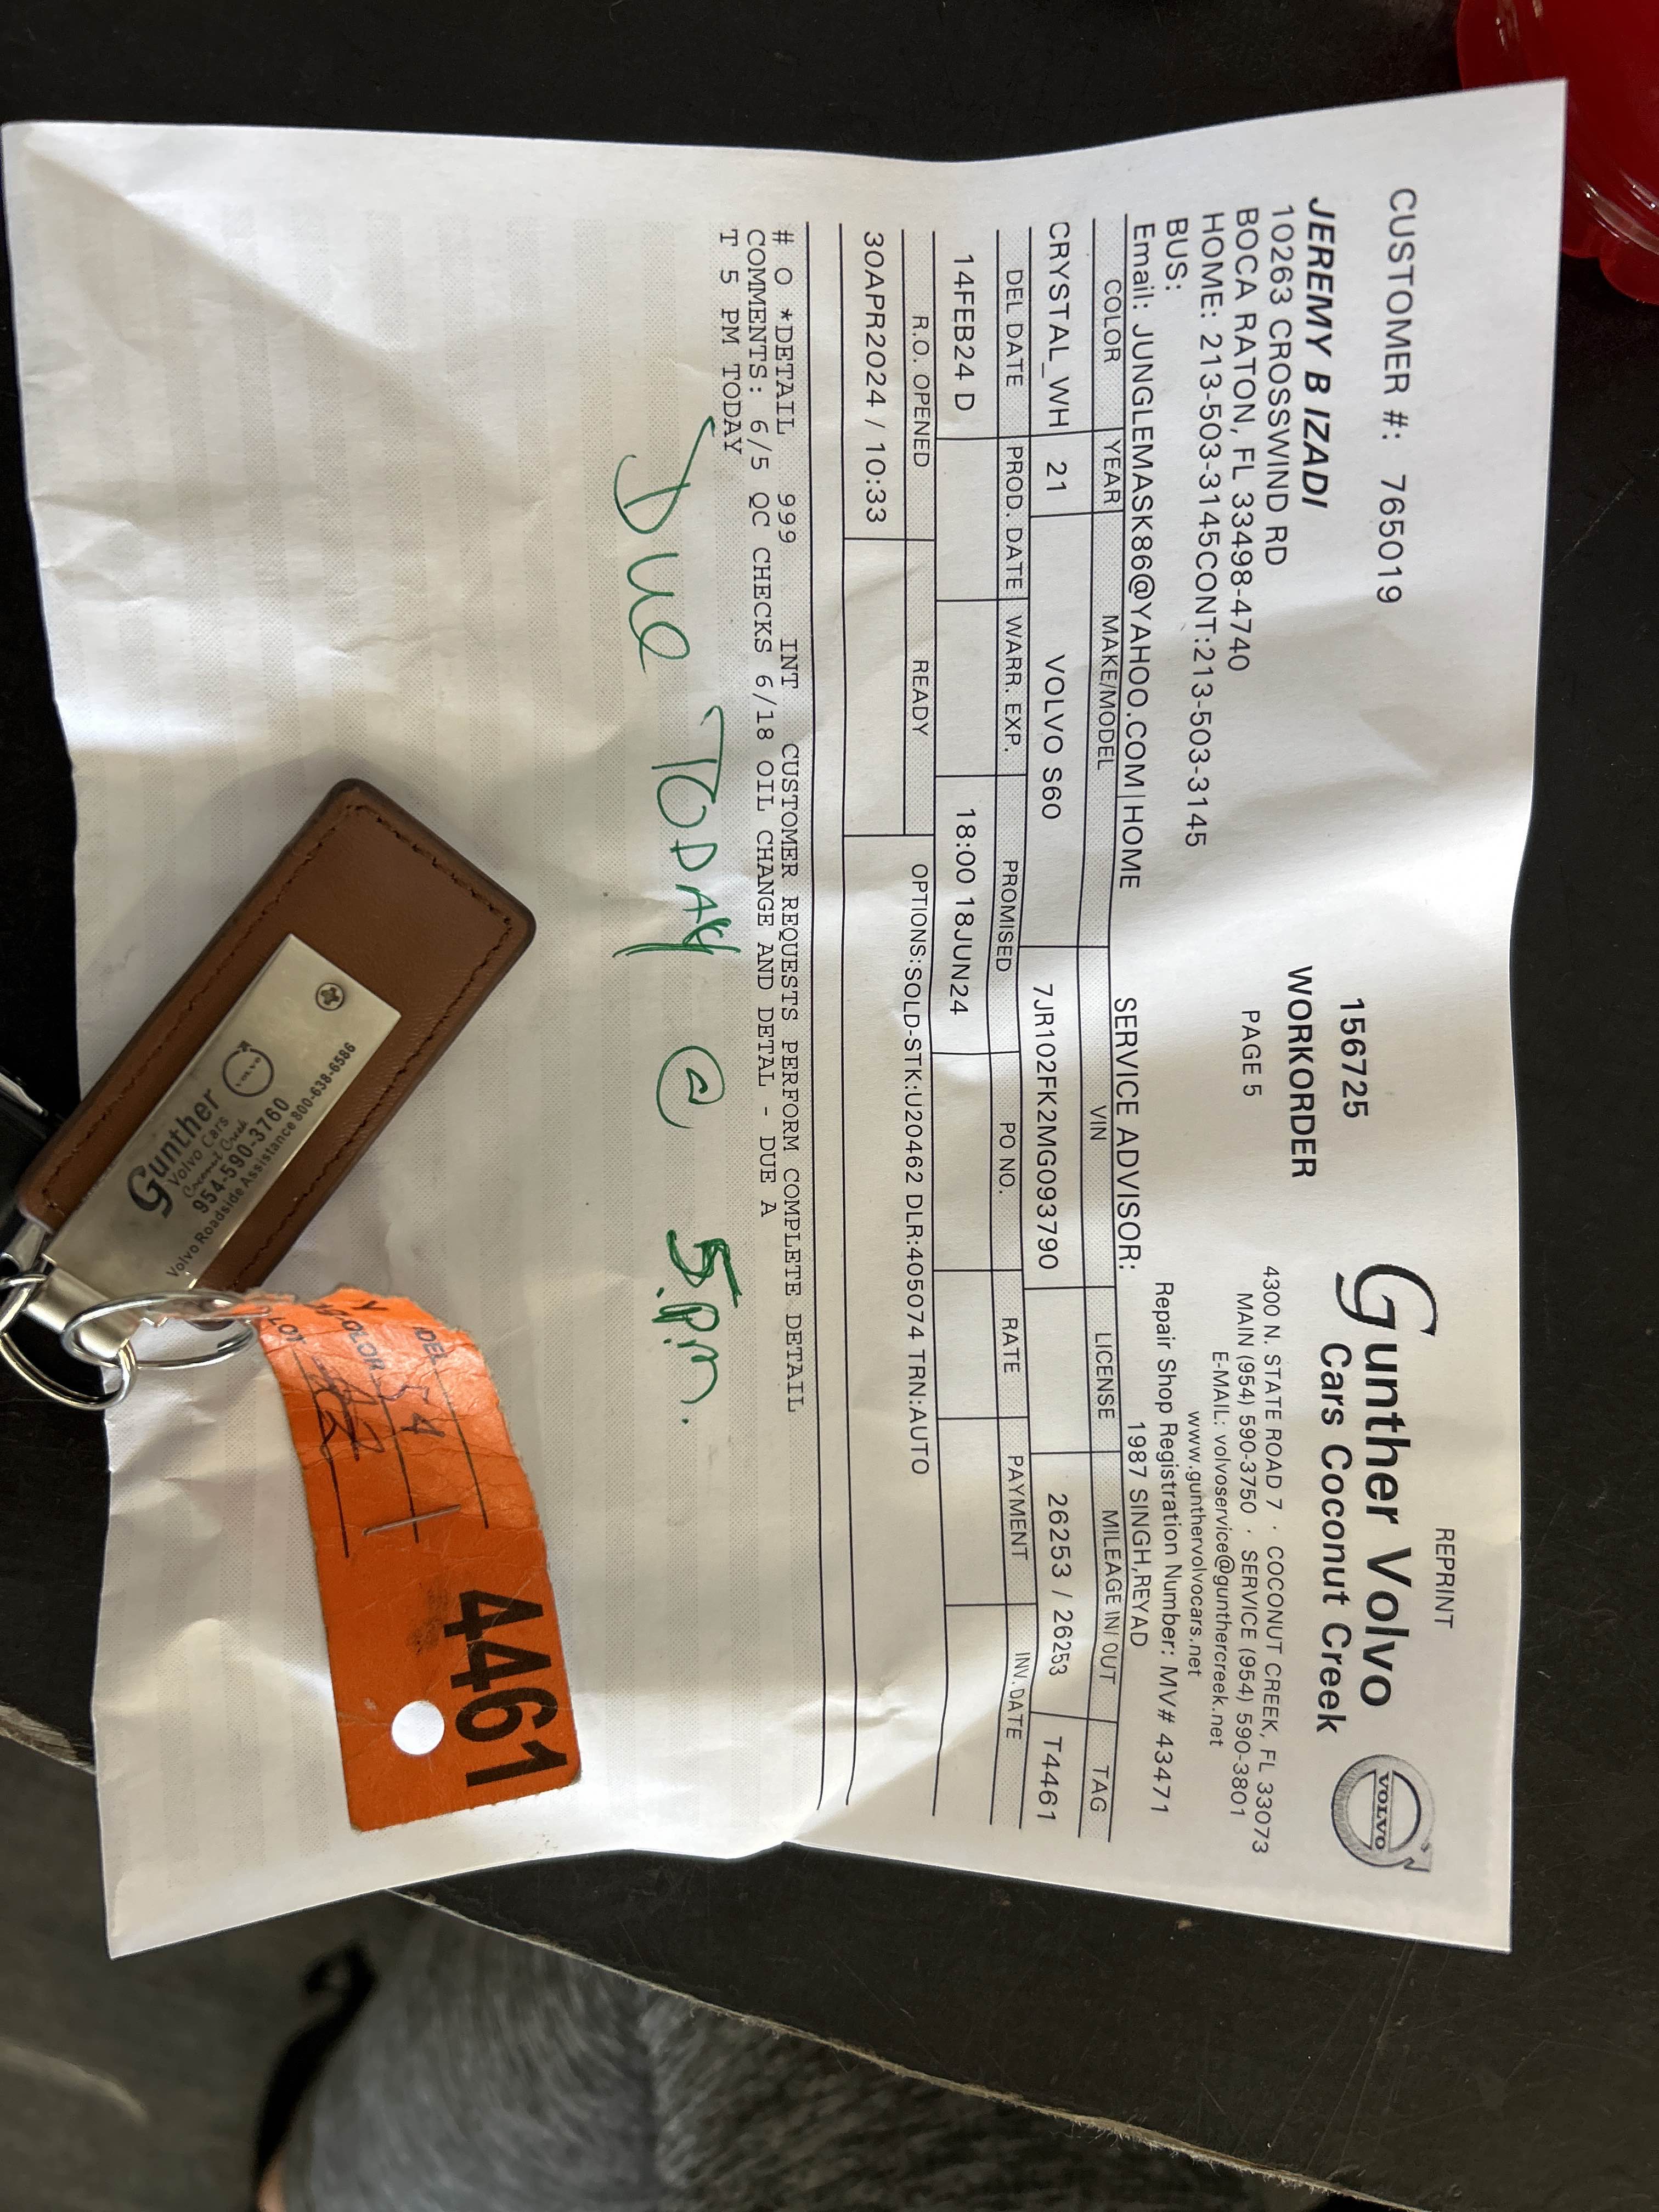 REPRINT
CUSTOMER #: 765019
156725
Gunther Volvo
Cars Coconut Creek
VOLVO
JEREMY B IZADI
WORKORDER
10263 CROSSWIND RD
4300 N. STATE ROAD 7 · COCONUT CREEK, FL 33073
BOCA RATON, FL 33498-4740
PAGE 5
MAIN (954) 590-3750 · SERVICE (954) 590-3801
HOME: 213-503-3145CONT:213-503-3145
E-MAIL: volvoservice@gunthercreek.net
www.gunthervolvocars.net
BUS:
Repair Shop Registration Number: MV# 43471
Email: JUNGLEMASK86@YAHOO.COM|HOME
SERVICE ADVISOR: 1987 SINGH,REYAD
COLOR YEAR MAKE/MODEL VIN LICENSE MILEAGE IN/OUT TAG
CRYSTAL_WH 21 VOLVO S60 7JR102FK2MG093790 26253 / 26253 T4461
DEL DATE PROD. DATE WARR. EXP. PROMISED PO NO. RATE PAYMENT INV. DATE
14FEB24 D 18:00 18JUN24
R.O. OPENED READY OPTIONS:SOLD-STK:U20462 DLR:405074 TRN:AUTO
30APR2024 / 10:33
# O *DETAIL 999 INT CUSTOMER REQUESTS PERFORM COMPLETE DETAIL
COMMENTS: 6/5 QC CHECKS 6/18 OIL CHANGE AND DETAL - DUE A
T 5 PM TODAY
DUE TODAY @ 5.P.M.
VOLVO
Gunther
Volvo Cars
Coconut Creek
954-590-3760
Volvo Roadside Assistance 800-638-6586
4461
DEL
Y
COLOR
LOT